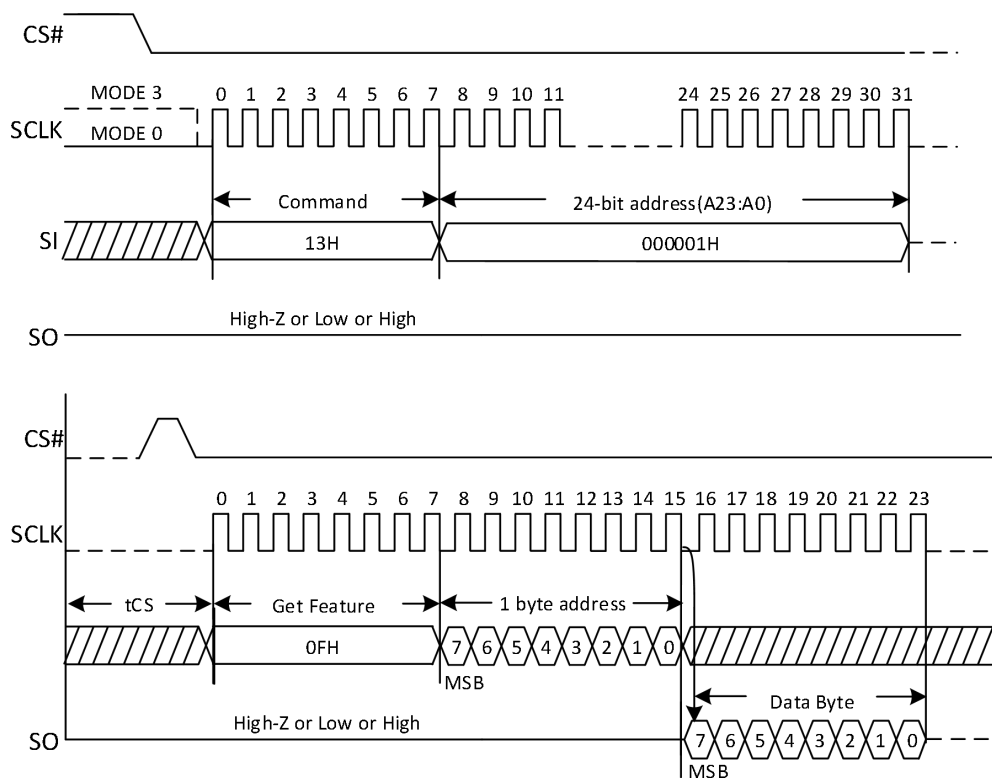 CS#
MODE 3
0 1 2 3 4 5 6 7 8 9 10 11 24 25 26 27 28 29 30 31
SCLK
MODE 0
Command
24-bit address(A23:A0)
SI
13H
000001H
High-Z or Low or High
SO
CS#
0 1 2 3 4 5 6 7 8 9 10 11 12 13 14 15 16 17 18 19 20 21 22 23
SCLK
tCS
Get Feature
1 byte address
0FH
7 6 5 4 3 2 1 0
MSB
Data Byte
High-Z or Low or High
SO
7 6 5 4 3 2 1 0
MSB